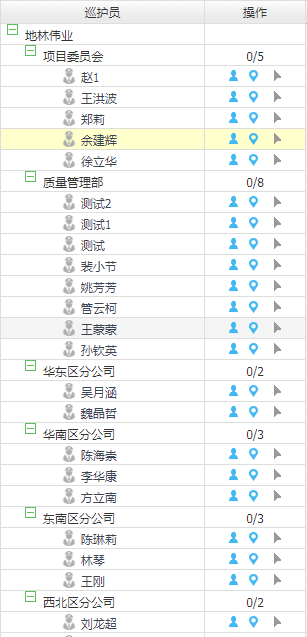 巡护员 操作
地林伟业
项目委员会 0/5
赵1
王洪波
郑莉
余建辉
徐立华
质量管理部 0/8
测试2
测试1
测试
裴小节
姚芳芳
管云柯
王蒙蒙
孙钦英
华东区分公司 0/2
吴月涵
魏晶哲
华南区分公司 0/3
陈海崇
李华康
方立南
东南区分公司 0/3
陈琳莉
林琴
王刚
西北区分公司 0/2
刘龙超